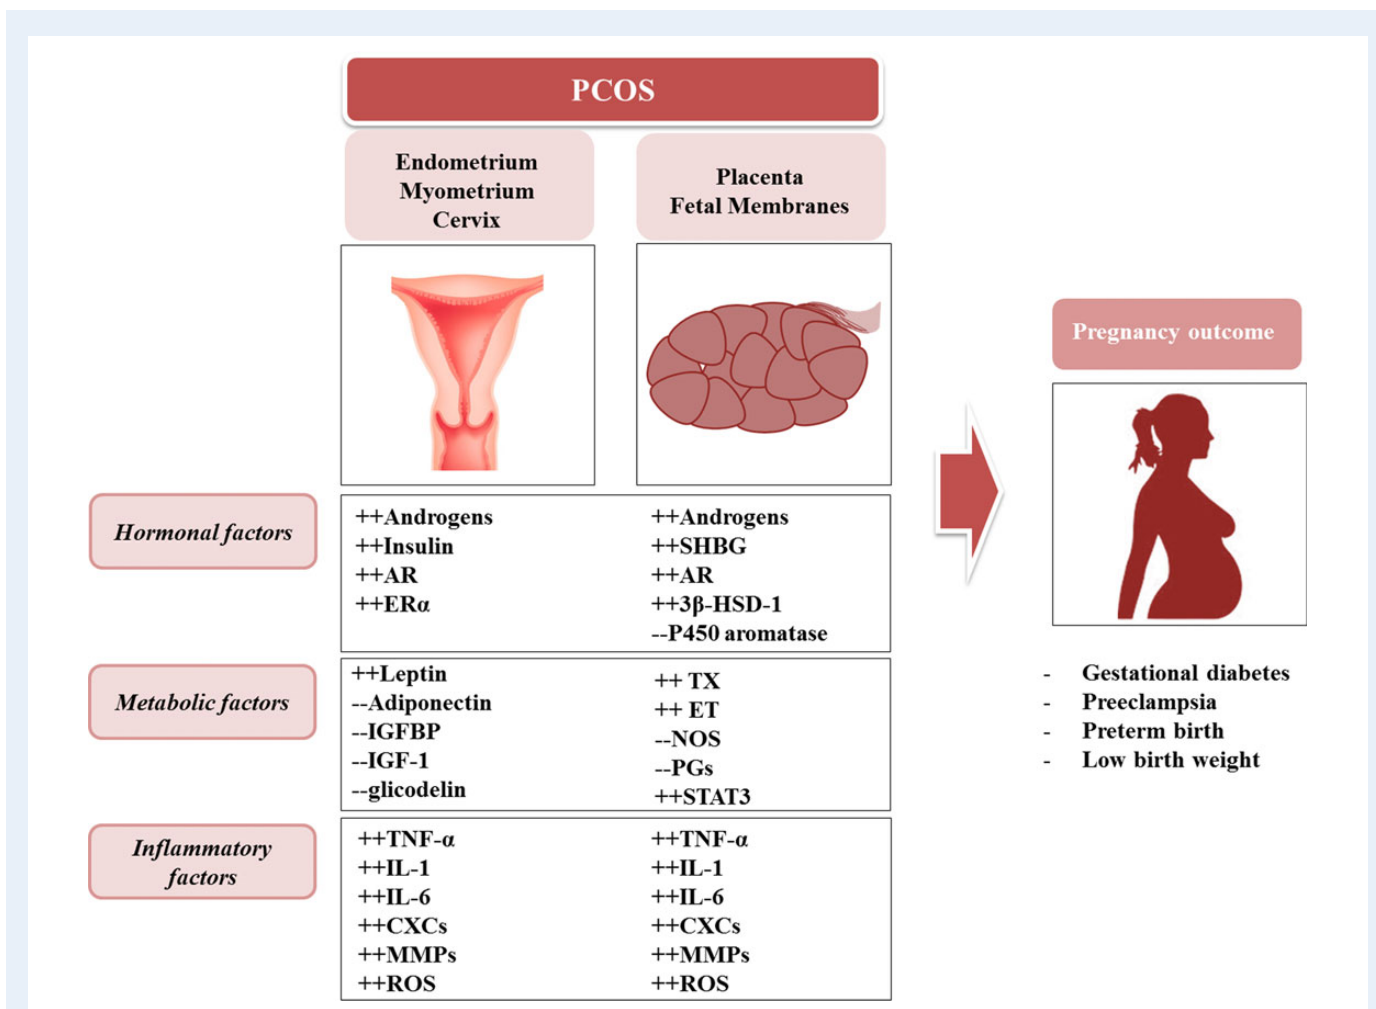 PCOS
Endometrium
Myometrium
Cervix
Placenta
Fetal Membranes
Pregnancy outcome
Hormonal factors
++Androgens
++Insulin
++AR
++ERα
++Androgens
++SHBG
++AR
++3β-HSD-1
--P450 aromatase
Metabolic factors
++Leptin
--Adiponectin
--IGFBP
--IGF-1
--glicodelin
++ TX
++ ET
--NOS
--PGs
++STAT3
Inflammatory
factors
++TNF-α
++IL-1
++IL-6
++CXCs
++MMPs
++ROS
++TNF-α
++IL-1
++IL-6
++CXCs
++MMPs
++ROS
- Gestational diabetes
- Preeclampsia
- Preterm birth
- Low birth weight